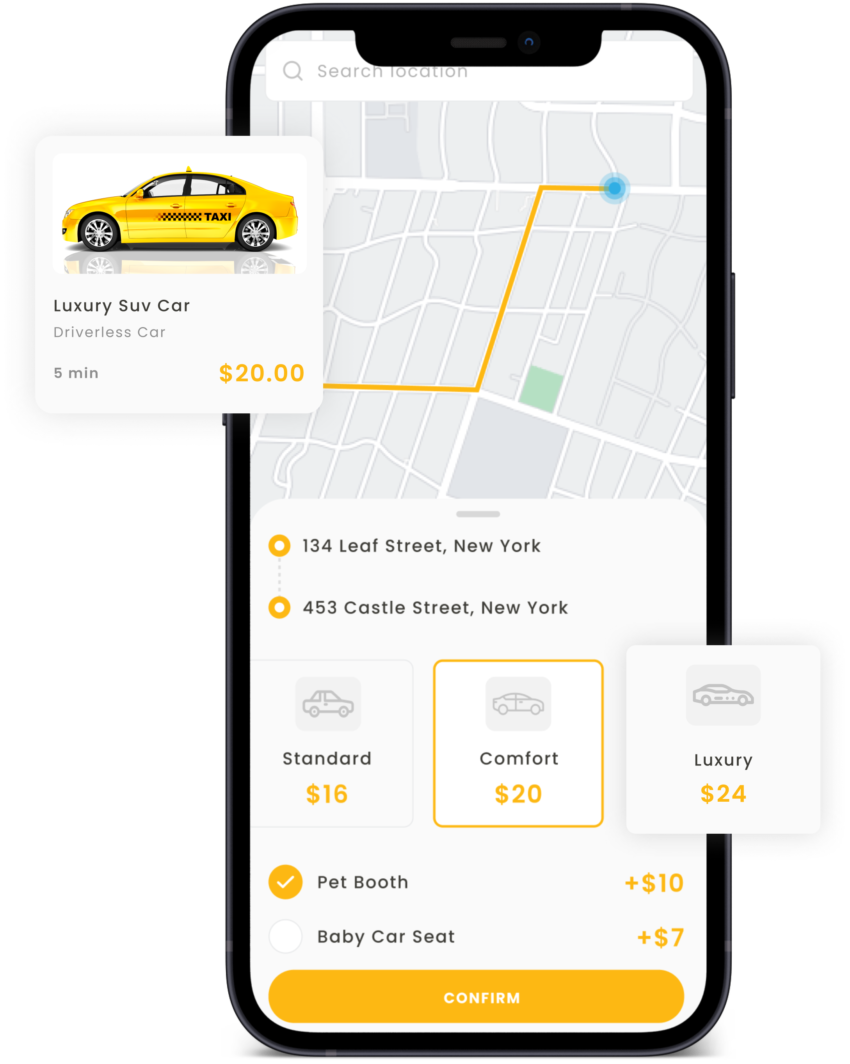 Search location
TAXI
Luxury Suv Car
Driverless Car
5 min $20.00
134 Leaf Street, New York
453 Castle Street, New York
Standard
$16
Comfort
$20
Luxury
$24
Pet Booth +$10
Baby Car Seat +$7
CONFIRM